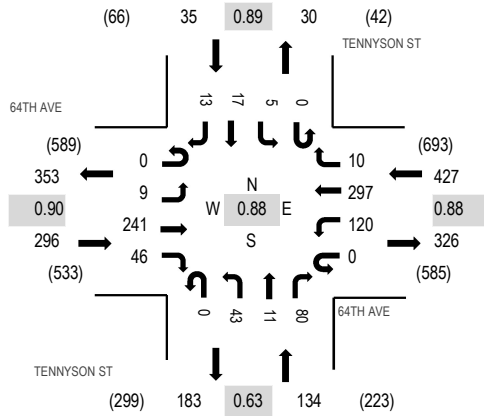 (66) 35 0.89 30 (42)
TENNYSON ST
64TH AVE
13 17 5 0
(589) (693)
353 0 10 427
9 N 297
0.90 W 0.88 E 0.88
296 241 S 120 326
46 0
(533) (585)
0 43 11 80
64TH AVE
TENNYSON ST
(299) 183 0.63 134 (223)